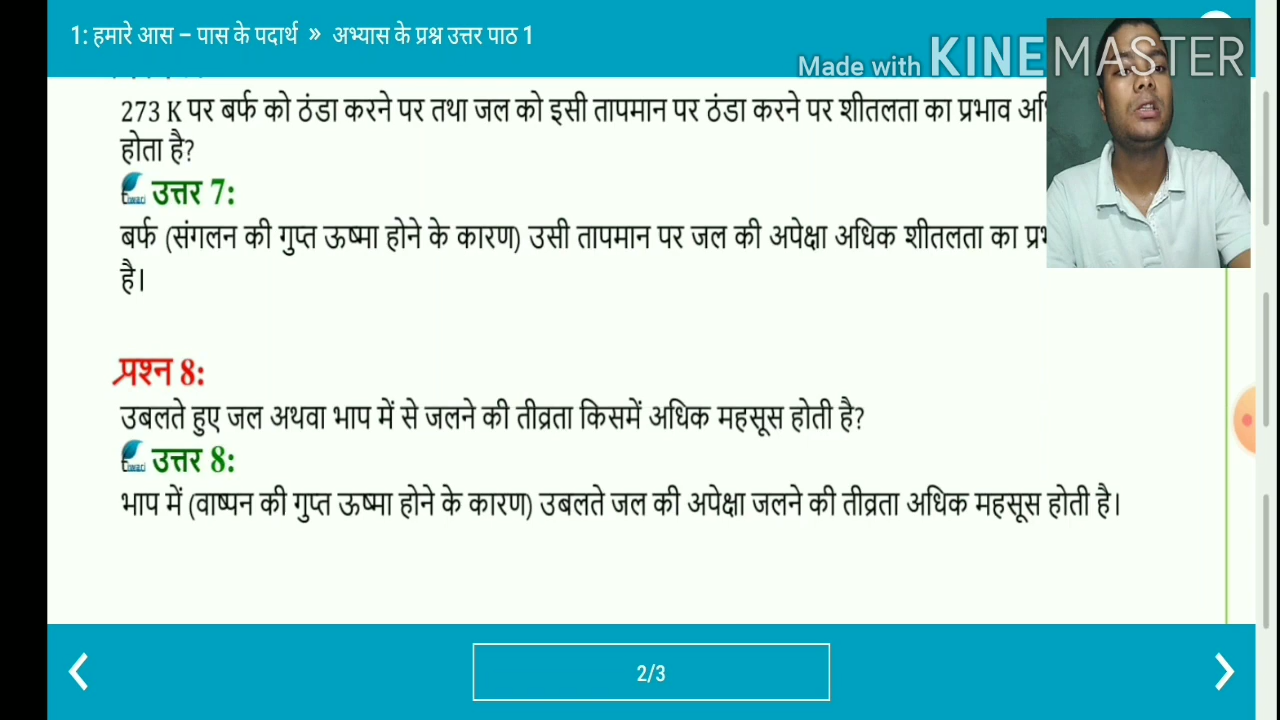 1: हमारे आस – पास के पदार्थ » अभ्यास के प्रश्न उत्तर पाठ 1
Made with KINEMASTER
273 K पर बर्फ को ठंडा करने पर तथा जल को इसी तापमान पर ठंडा करने पर शीतलता का प्रभाव
होता है?
उत्तर 7:
बर्फ (संगलन की गुप्त ऊष्मा होने के कारण) उसी तापमान पर जल की अपेक्षा अधिक शीतलता का
है।
प्रश्न 8:
उबलते हुए जल अथवा भाप में से जलने की तीव्रता किसमें अधिक महसूस होती है?
उत्तर 8:
भाप में (वाष्पन की गुप्त ऊष्मा होने के कारण) उबलते जल की अपेक्षा जलने की तीव्रता अधिक महसूस होती है।
2/3